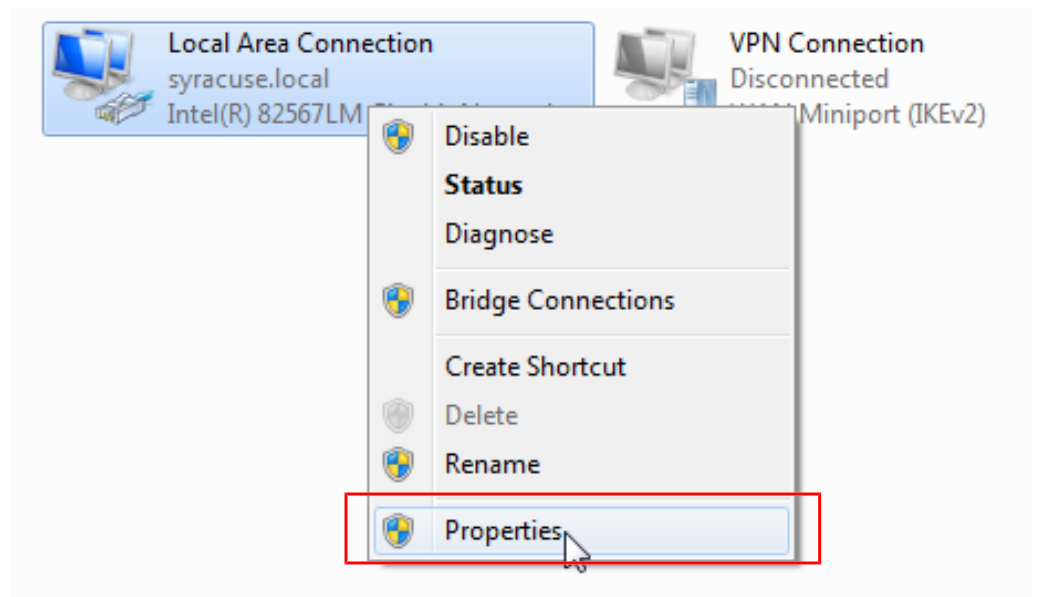 Local Area Connection
syracuse.local
Intel(R) 82567LM
VPN Connection
Disconnected
Miniport (IKEv2)
Disable
Status
Diagnose
Bridge Connections
Create Shortcut
Delete
Rename
Properties